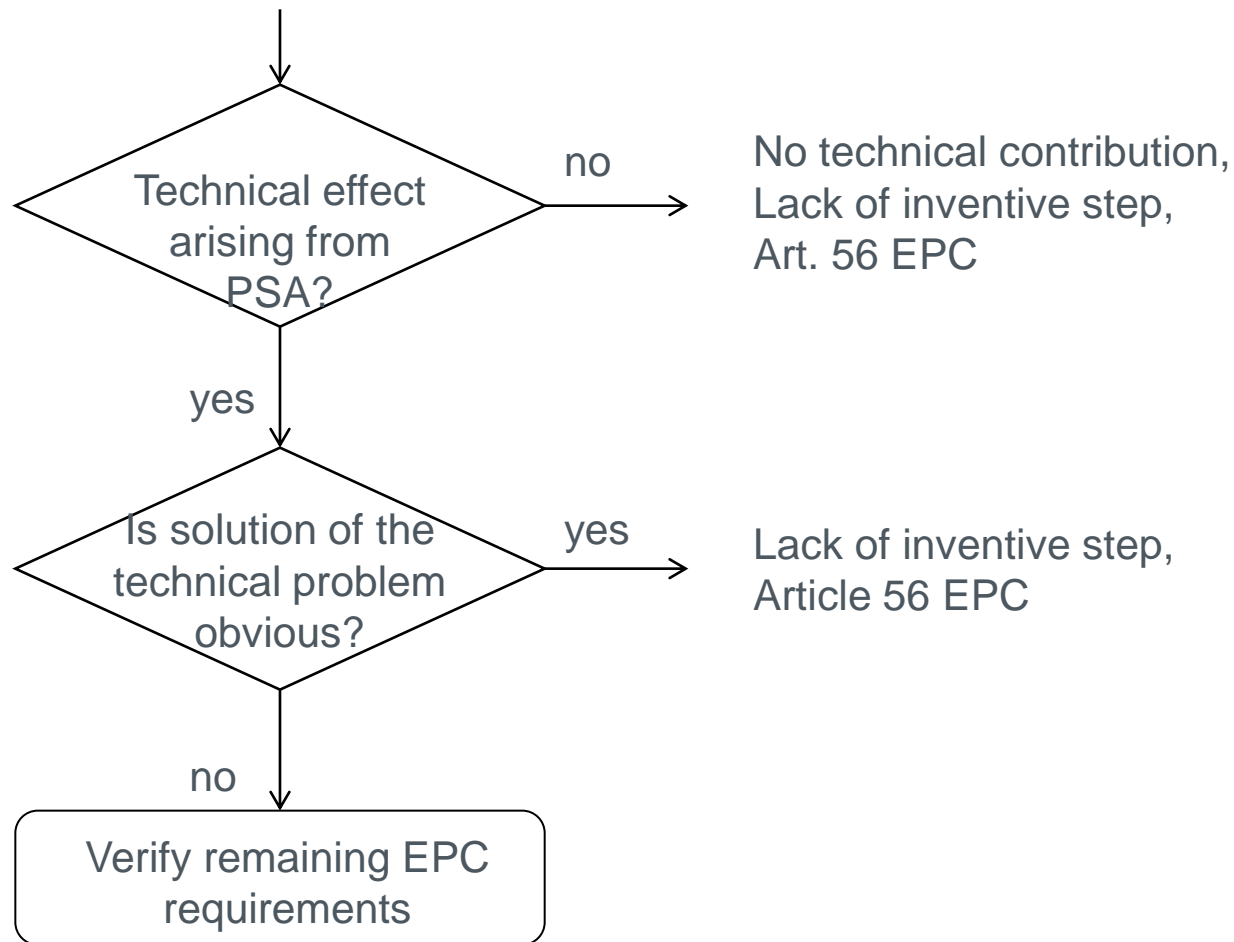 Technical effect
arising from
PSA?
no
No technical contribution,
Lack of inventive step,
Art. 56 EPC
yes
Is solution of the
technical problem
obvious?
yes
Lack of inventive step,
Article 56 EPC
no
Verify remaining EPC
requirements